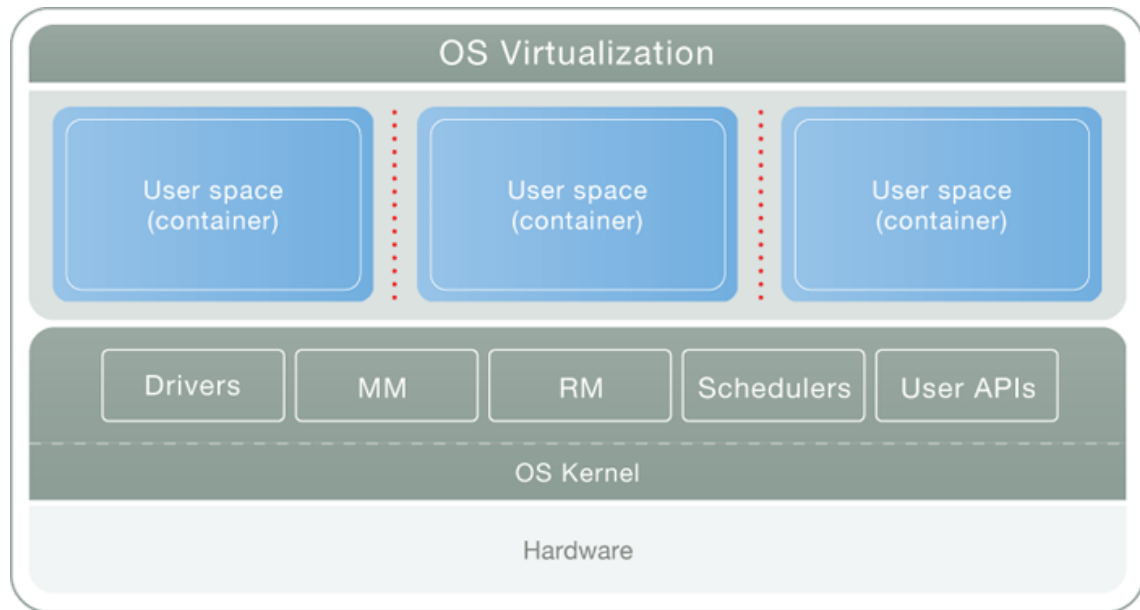 OS Virtualization
User space
(container)
User space
(container)
User space
(container)
Drivers
MM
RM
Schedulers
User APIs
OS Kernel
Hardware